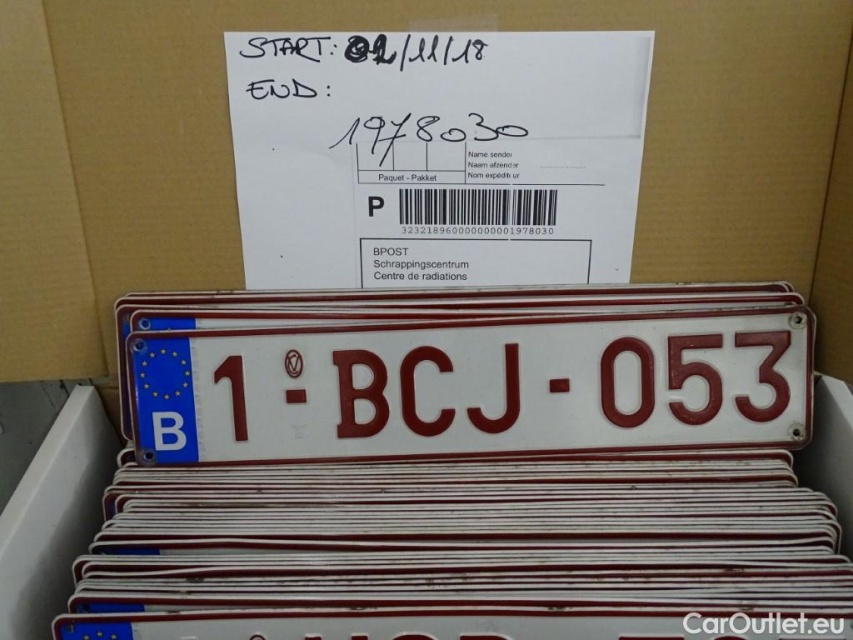 START: 02/11/18
END:
1978030
Name sender
Naam afzender
Nom expéditeur
Paquet - Pakket
P
323218960000000001978030
BPOST
Schrappingscentrum
Centre de radiations
B
1-BCJ-053
CarOutlet.eu